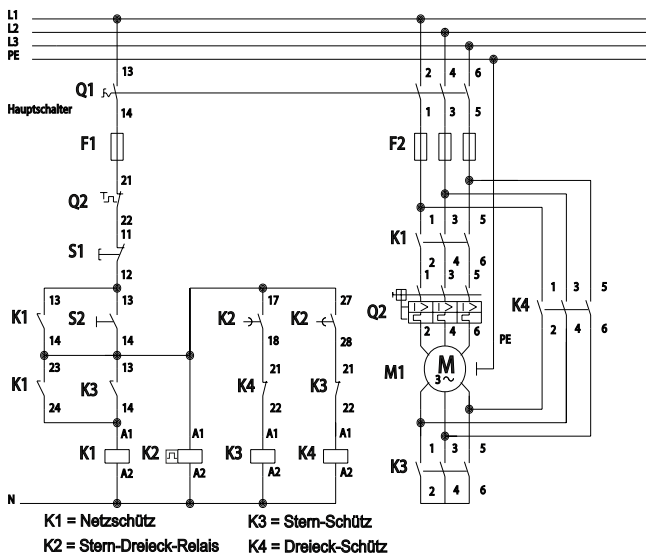 L1
L2
L3
PE
13 2 4 6
Q1
Hauptschalter 14 1 3 5
F1 F2
21
Q2
22
11 1 3 5
S1 K1
12 2 4 6
1 3 5
1 3 5
13 13 17 27
K1 S2 K2 K2 Q2 K4
14 14 18 28 2 4 6 2 4 6
PE
23 13 21 21
K1 K3 K4 K3 M1 M
3~
24 14 22 22
A1 A1 A1 A1 1 3 5
K1 K2 K3 K4 K3
A2 A2 A2 A2 2 4 6
N
K1 = Netzschütz K3 = Stern-Schütz
K2 = Stern-Dreieck-Relais K4 = Dreieck-Schütz